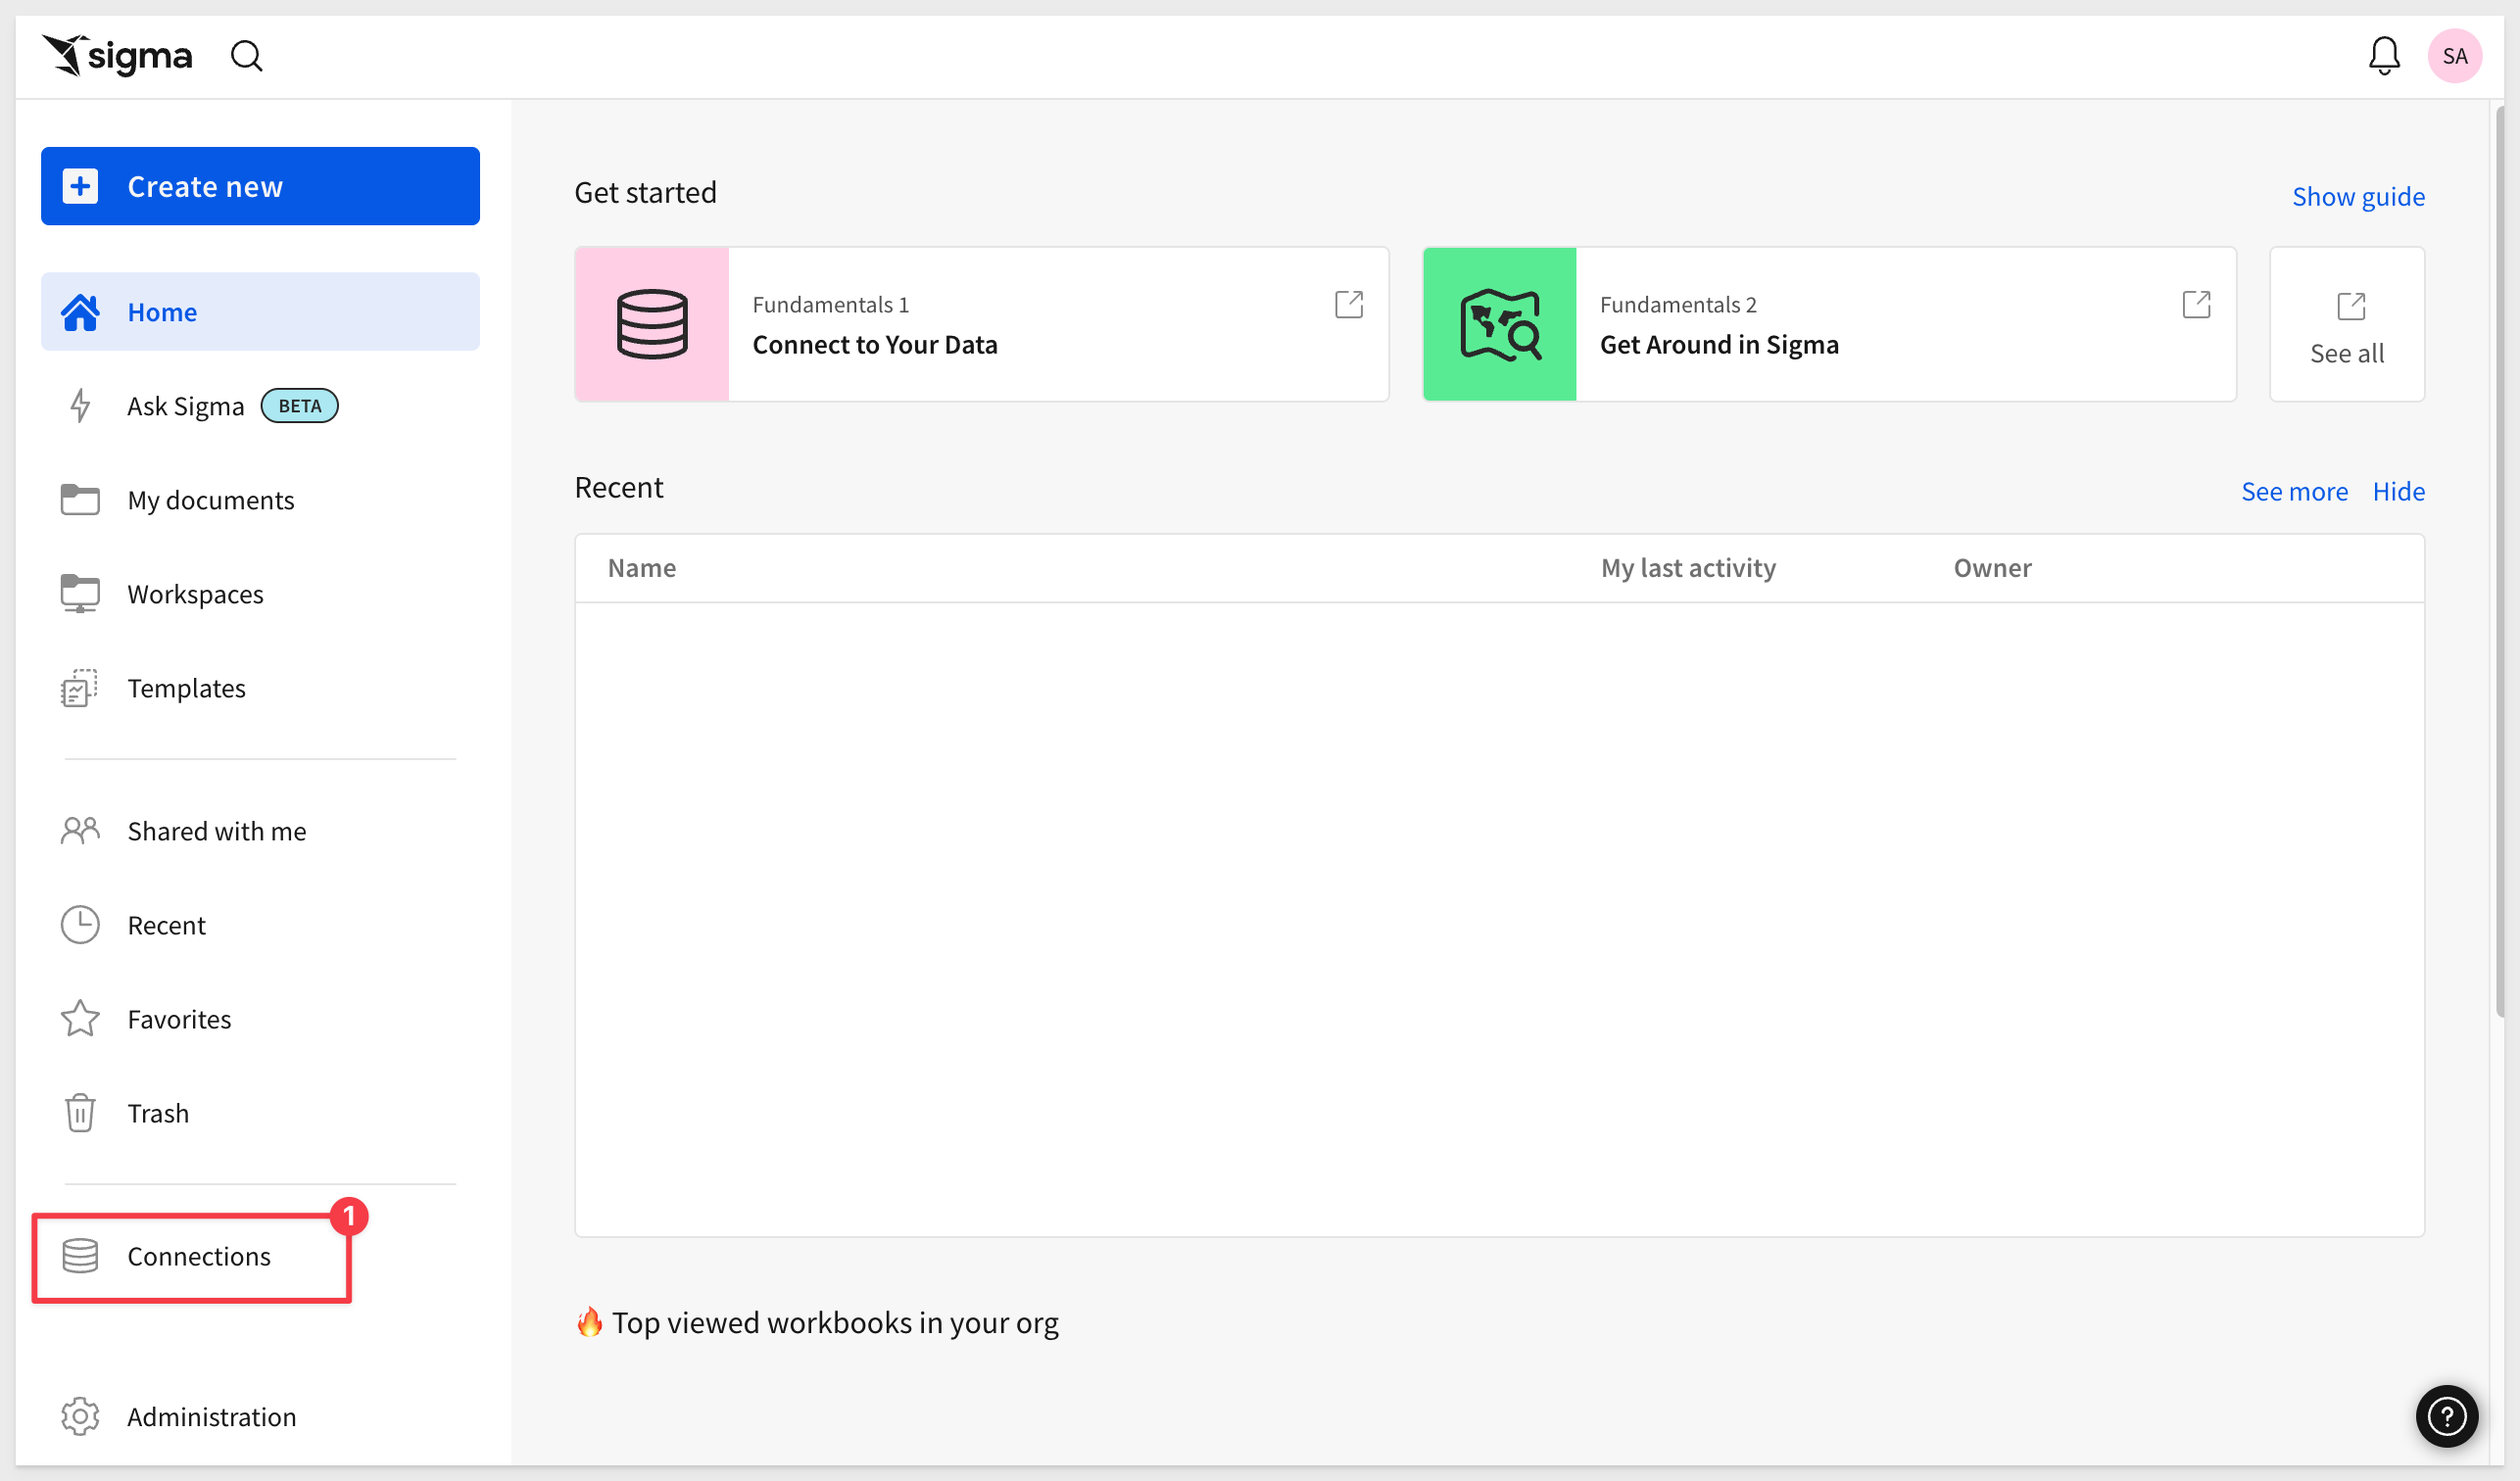 sigma
SA
Create new
Home
Ask Sigma BETA
My documents
Workspaces
Templates
Shared with me
Recent
Favorites
Trash
1
Connections
Administration
Get started
Show guide
Fundamentals 1
Connect to Your Data
Fundamentals 2
Get Around in Sigma
See all
Recent
See more Hide
Name My last activity Owner
🔥 Top viewed workbooks in your org
?